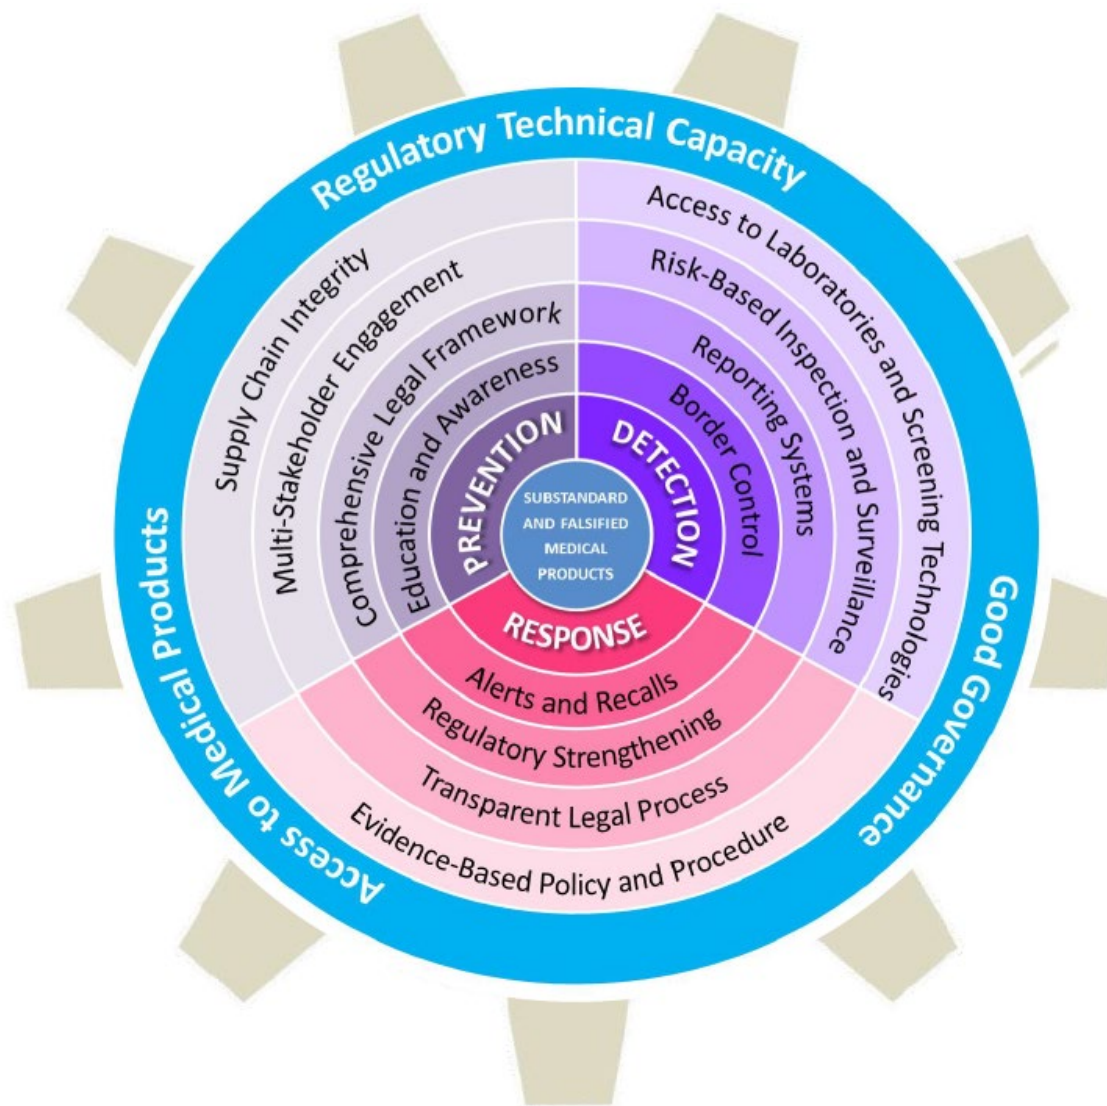 Regulatory Technical Capacity
Good Governance
Access to Medical Products
Supply Chain Integrity
Multi-Stakeholder Engagement
Comprehensive Legal Framework
Education and Awareness
PREVENTION
Access to Laboratories and Screening Technologies
Risk-Based Inspection and Surveillance
Reporting Systems
Border Control
DETECTION
SUBSTANDARD
AND FALSIFIED
MEDICAL
PRODUCTS
RESPONSE
Alerts and Recalls
Regulatory Strengthening
Transparent Legal Process
Evidence-Based Policy and Procedure